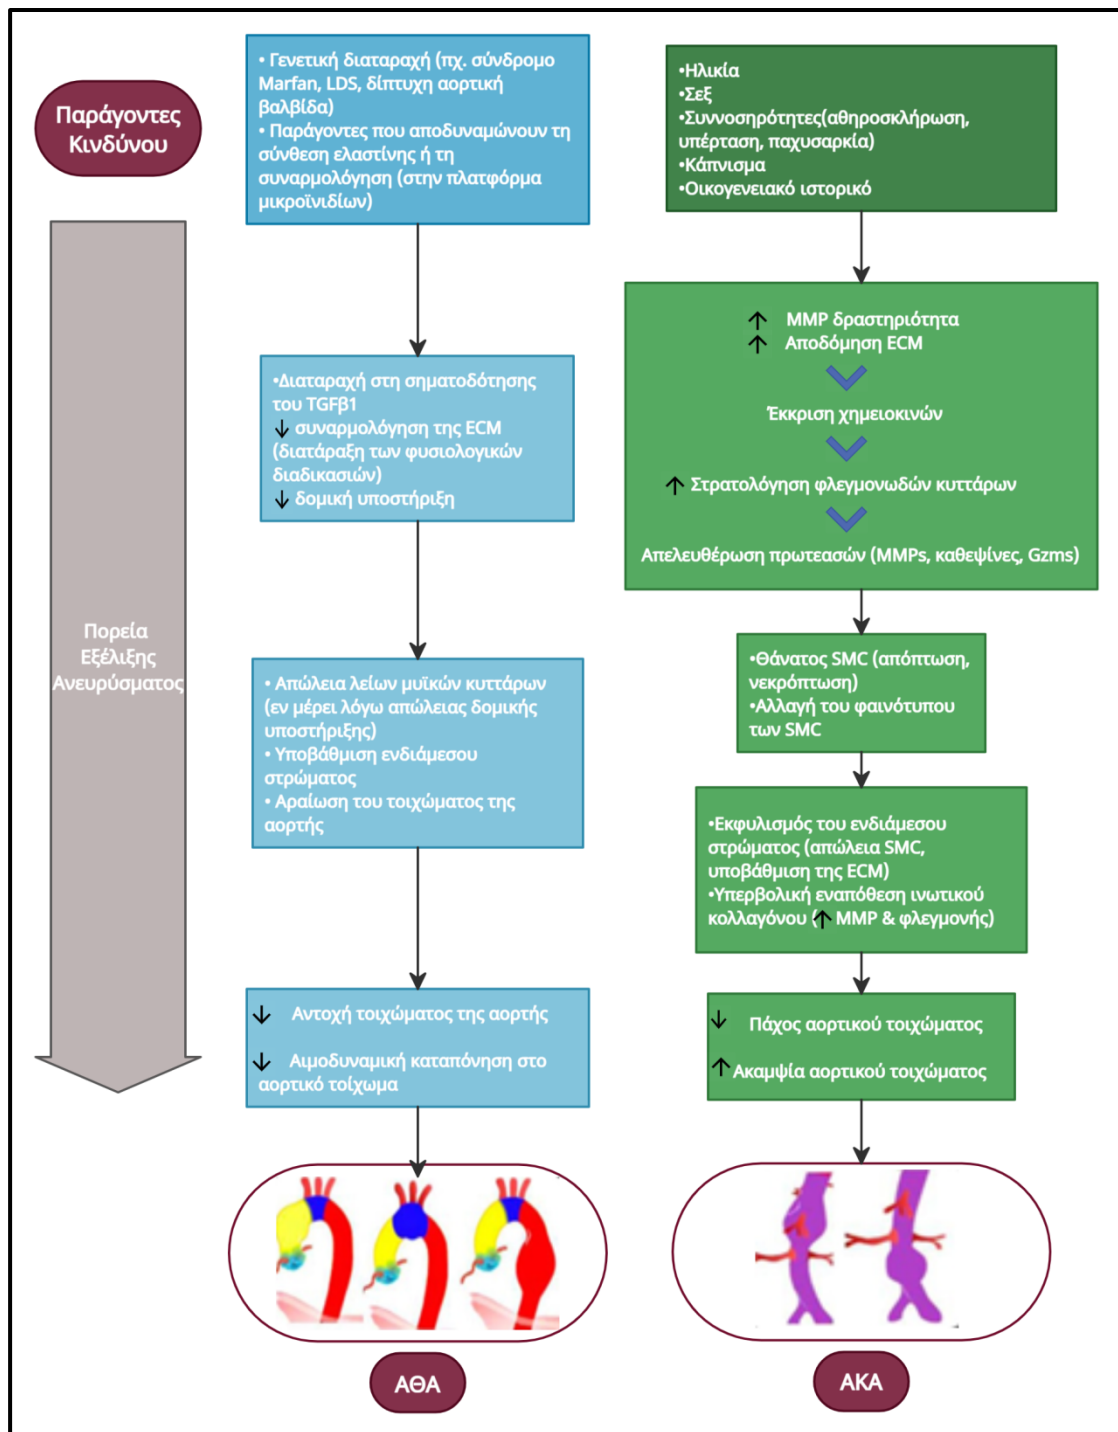 Παράγοντες
Κινδύνου
• Γενετική διαταραχή (πχ. σύνδρομο
Marfan, LDS, δίπτυχη αορτική
βαλβίδα)
• Παράγοντες που αποδυναμώνουν τη
σύνθεση ελαστίνης ή τη
συναρμολόγηση (στην πλατφόρμα
μικροϊνιδίων)
•Ηλικία
•Σεξ
•Συννοσηρότητες(αθηροσκλήρωση,
υπέρταση, παχυσαρκία)
•Κάπνισμα
•Οικογενειακό ιστορικό
Πορεία
Εξέλιξης
Ανευρύσματος
•Διαταραχή στη σηματοδότησης
του TGFβ1
↓ συναρμολόγηση της ECM
(διατάραξη των φυσιολογικών
διαδικασιών)
↓ δομική υποστήριξη
• Απώλεια λείων μυϊκών κυττάρων
(εν μέρει λόγω απώλειας δομικής
υποστήριξης)
• Υποβάθμιση ενδιάμεσου
στρώματος
• Αραίωση του τοιχώματος της
αορτής
↓ Αντοχή τοιχώματος της αορτής
↓ Αιμοδυναμική καταπόνηση στο
αορτικό τοίχωμα
ΑΘΑ
↑ MMP δραστηριότητα
↑ Αποδόμηση ECM
Έκκριση χημειοκινών
↑ Στρατολόγηση φλεγμονωδών κυττάρων
Απελευθέρωση πρωτεασών (MMPs, καθεψίνες, Gzms)
•Θάνατος SMC (απόπτωση,
νεκρόπτωση)
•Αλλαγή του φαινότυπου
των SMC
•Εκφυλισμός του ενδιάμεσου
στρώματος (απώλεια SMC,
υποβάθμιση της ECM)
•Υπερβολική εναπόθεση ινωτικού
κολλαγόνου (↑ MMP & φλεγμονής)
↓ Πάχος αορτικού τοιχώματος
↑ Ακαμψία αορτικού τοιχώματος
ΑΚΑ